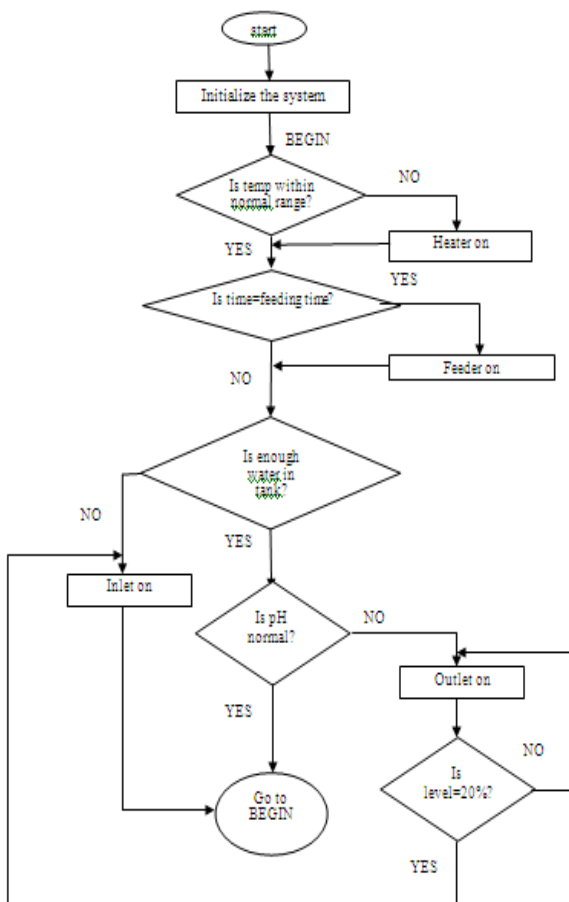 start
Initialize the system
BEGIN
Is temp within
normal range?
NO
YES
Heater on
Is time=feeding time?
YES
NO
Feeder on
Is enough
water in
tank?
NO
YES
Inlet on
Is pH
normal?
NO
YES
Outlet on
Is
level=20%?
NO
YES
Go to
BEGIN